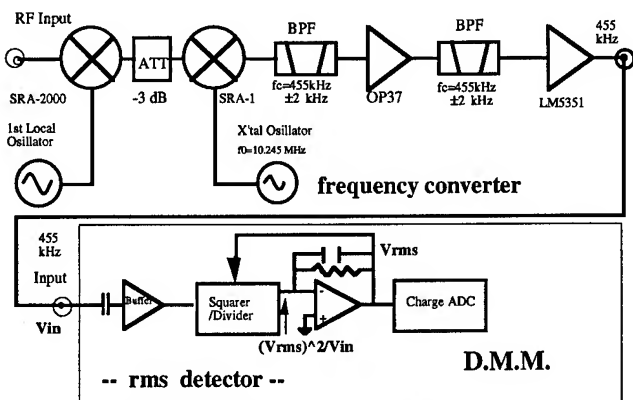 RF Input
BPF
BPF
455
kHz
ATT
SRA-2000
-3 dB
SRA-1
fc=455kHz
±2 kHz
OP37
fc=455kHz
±2 kHz
LM5351
1st Local
Osillator
X'tal Osillator
f0=10.245 MHz
frequency converter
455
kHz
Input
Vin
Buffer
Squarer
/Divider
Vrms
-
+
Charge ADC
(Vrms)^2/Vin
D.M.M.
-- rms detector --